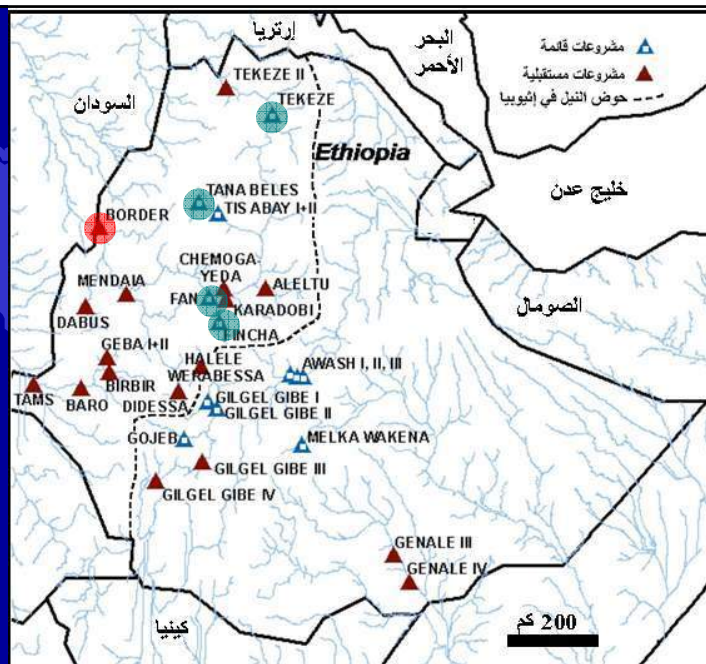 إرتريا
البحر
الأحمر
مشروعات قائمة
مشروعات مستقبلية
حوض النيل في إثيوبيا
السودان
TEKEZE II
TEKEZE
Ethiopia
خليج عدن
TANA BELES
TIS ABAY I+II
BORDER
CHEMOGA-
YEDA
MENDAIA
ALELTU
FAN
KARADOBI
DABUS
FINCHA
الصومال
GEBA I+II
HALELE
WERABESSA
AWASH I, II, III
BIRBIR
TAMS
BARO
DIDESSA
GILGEL GIBE I
GILGEL GIBE II
GOJEB
MELKA WAKENA
GILGEL GIBE III
GILGEL GIBE IV
GENALE III
GENALE IV
كينيا
200 كم